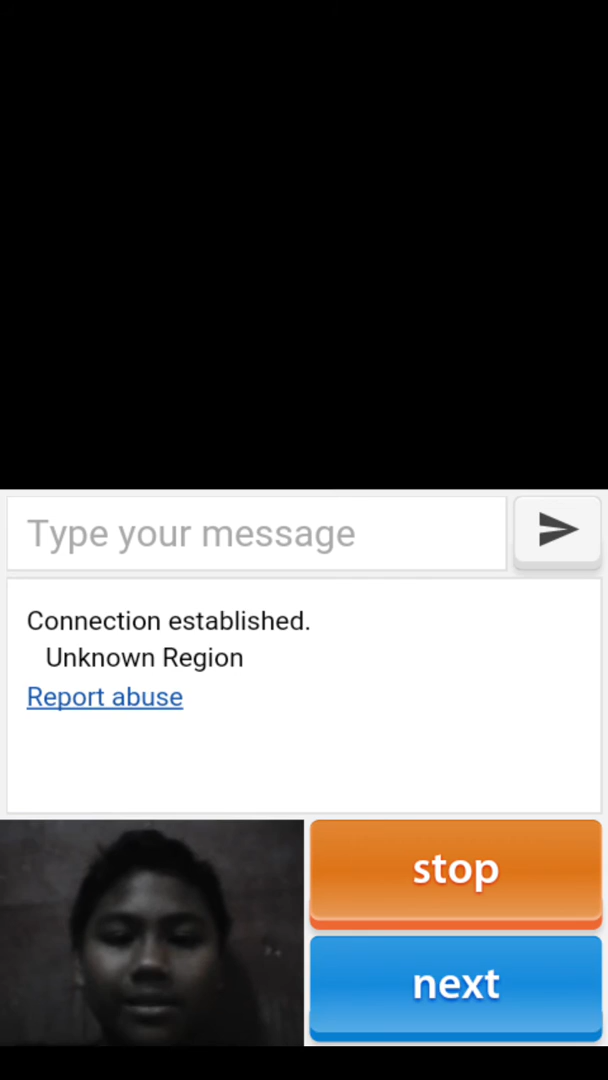 Type your message
Connection established.
Unknown Region
Report abuse
stop
next